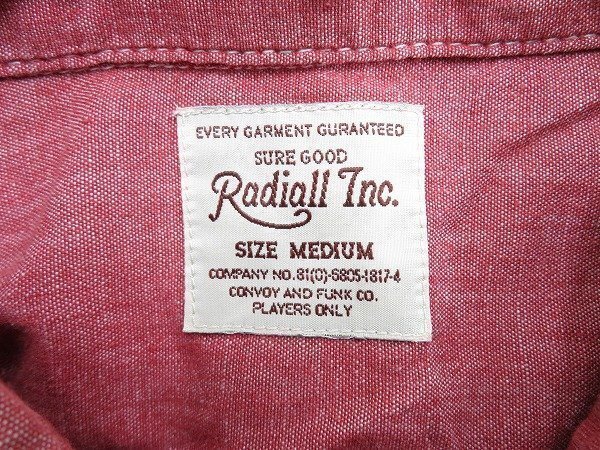 EVERY GARMENT GURANTEED
SURE GOOD
Radiall Inc.
SIZE MEDIUM
COMPANY NO. 81(0)-6805-1817-4
CONVOY AND FUNK CO.
PLAYERS ONLY